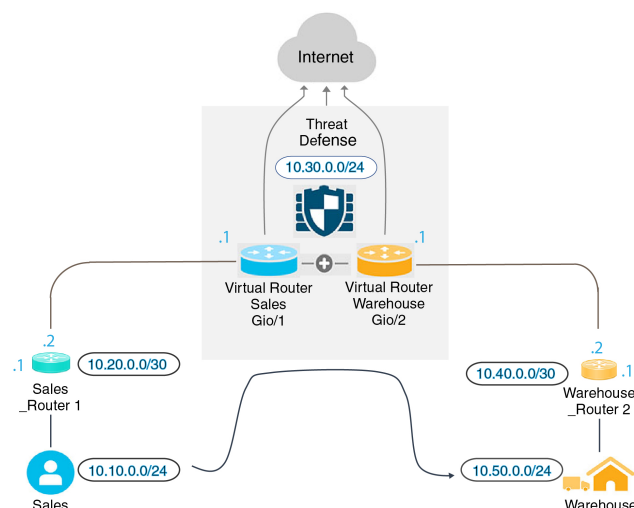 Internet
Threat
Defense
10.30.0.0/24
.1
.1
Virtual Router
Sales
Gio/1
Virtual Router
Warehouse
Gio/2
.2
.1
10.20.0.0/30
Sales
_Router 1
10.40.0.0/30
.2
.1
Warehouse
_Router 2
10.10.0.0/24
10.50.0.0/24
Sales
Warehouse